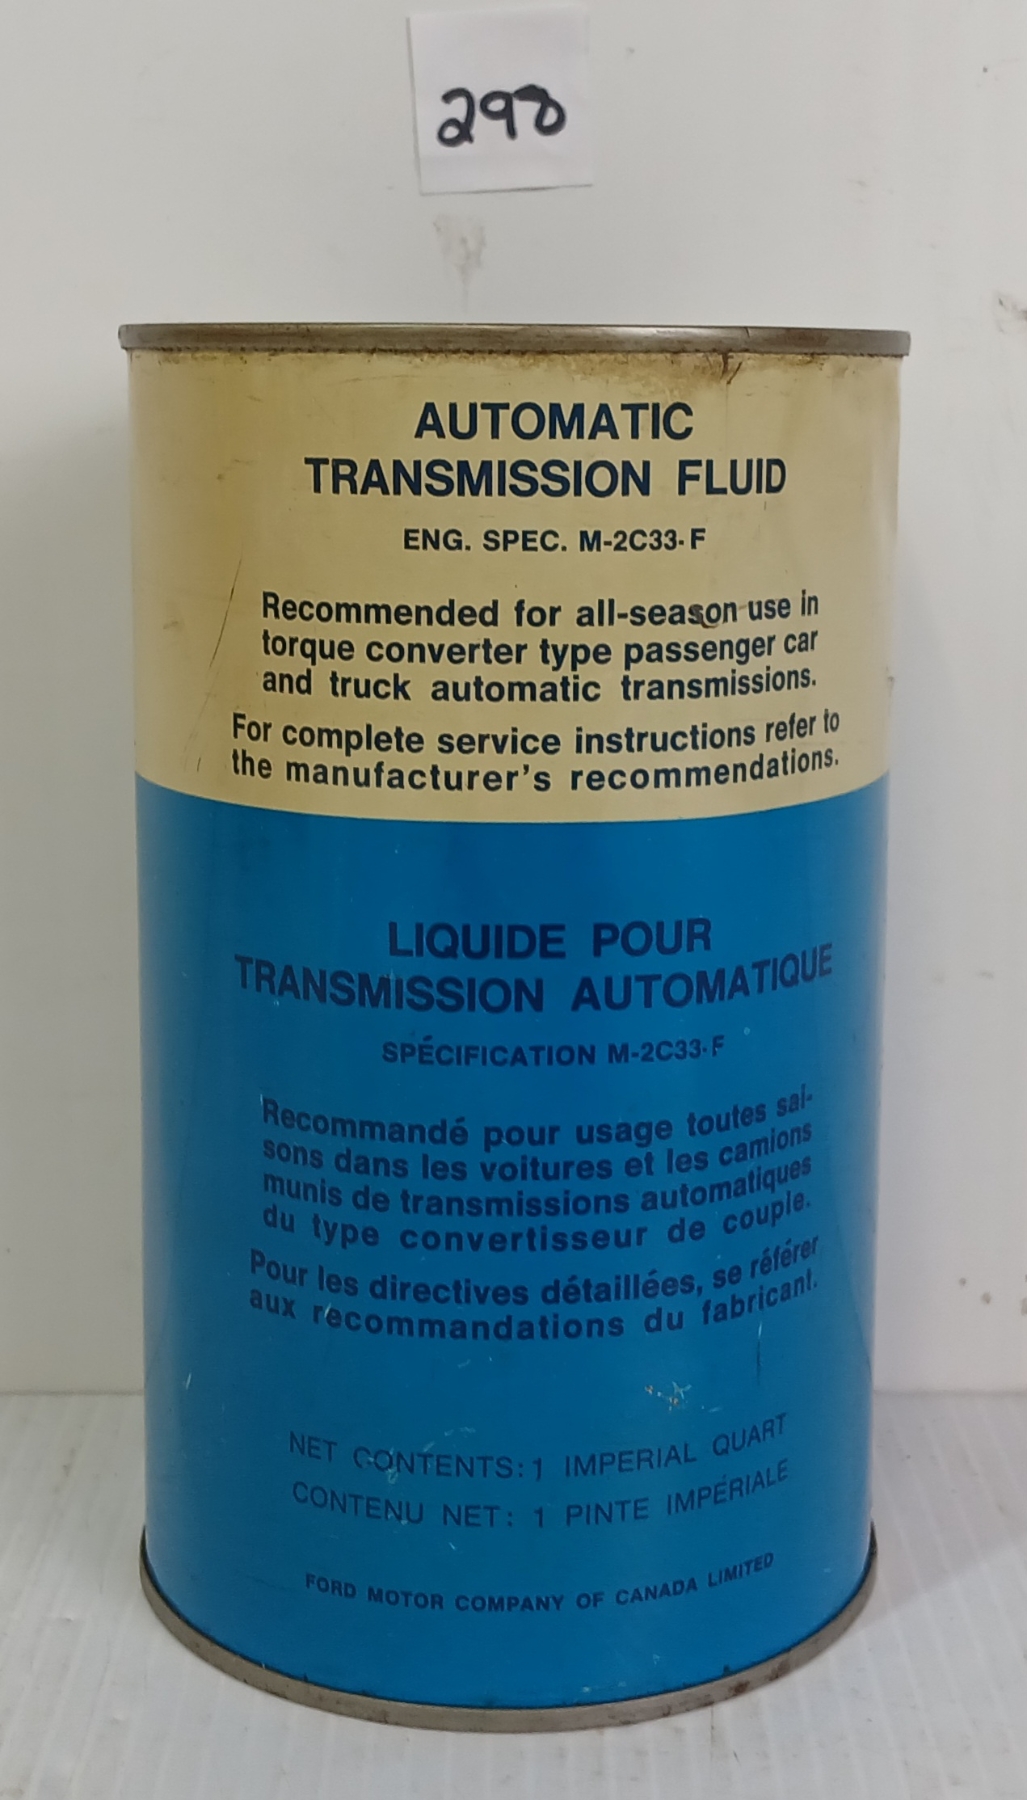 298
AUTOMATIC
TRANSMISSION FLUID
ENG. SPEC. M-2C33-F
Recommended for all-season use in
torque converter type passenger car
and truck automatic transmissions.
For complete service instructions refer to
the manufacturer's recommendations.
LIQUIDE POUR
TRANSMISSION AUTOMATIQUE
SPÉCIFICATION M-2C33-F
Recommandé pour usage toutes sai-
sons dans les voitures et les camions
munis de transmissions automatiques
du type convertisseur de couple.
Pour les directives détaillées, se référer
aux recommandations du fabricant.
NET CONTENTS: 1 IMPERIAL QUART
CONTENU NET: 1 PINTE IMPÉRIALE
FORD MOTOR COMPANY OF CANADA LIMITED